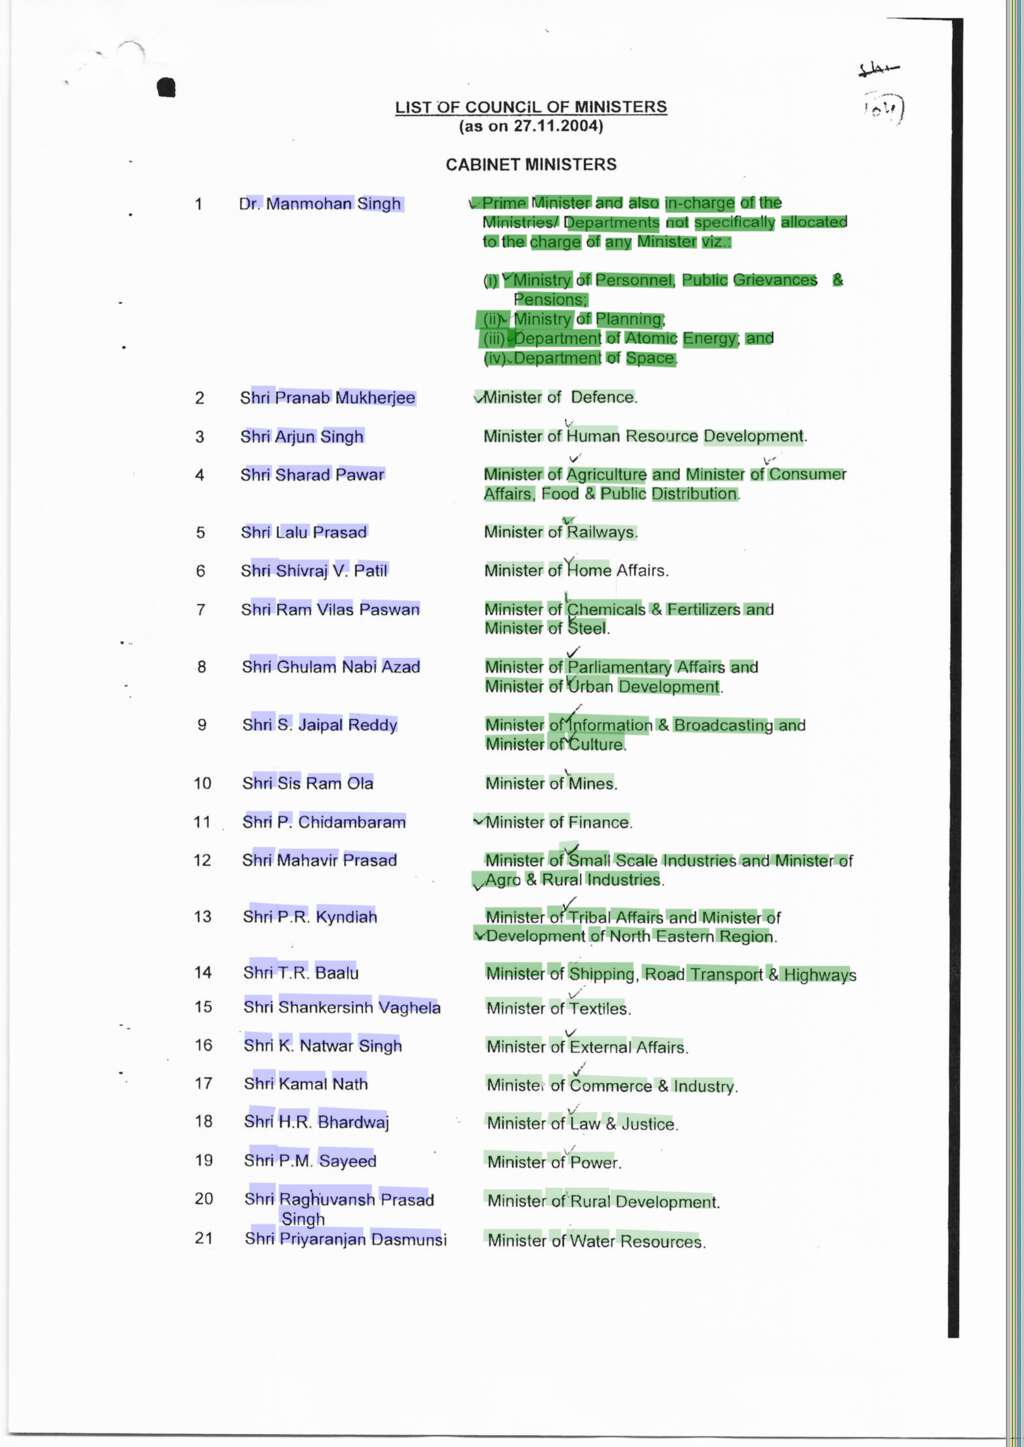 LIST OF COUNCIL OF MINISTERS
(as on 27.11.2004)
CABINET MINISTERS
1 Dr. Manmohan Singh Prime Minister and also in-charge of the
Ministries/ Departments not specifically allocated
to the charge of any Minister viz.:
(i) Ministry of Personnel, Public Grievances &
Pensions;
(ii) Ministry of Planning;
(iii) Department of Atomic Energy; and
(iv) Department of Space.
2 Shri Pranab Mukherjee Minister of Defence.
3 Shri Arjun Singh Minister of Human Resource Development.
4 Shri Sharad Pawar Minister of Agriculture and Minister of Consumer
Affairs, Food & Public Distribution.
5 Shri Lalu Prasad Minister of Railways.
6 Shri Shivraj V. Patil Minister of Home Affairs.
7 Shri Ram Vilas Paswan Minister of Chemicals & Fertilizers and
Minister of Steel.
8 Shri Ghulam Nabi Azad Minister of Parliamentary Affairs and
Minister of Urban Development.
9 Shri S. Jaipal Reddy Minister of Information & Broadcasting and
Minister of Culture.
10 Shri Sis Ram Ola Minister of Mines.
11 Shri P. Chidambaram Minister of Finance.
12 Shri Mahavir Prasad Minister of Small Scale Industries and Minister of
Agro & Rural Industries.
13 Shri P.R. Kyndiah Minister of Tribal Affairs and Minister of
Development of North Eastern Region.
14 Shri T.R. Baalu Minister of Shipping, Road Transport & Highways
15 Shri Shankersinh Vaghela Minister of Textiles.
16 Shri K. Natwar Singh Minister of External Affairs.
17 Shri Kamal Nath Minister of Commerce & Industry.
18 Shri H.R. Bhardwaj Minister of Law & Justice.
19 Shri P.M. Sayeed Minister of Power.
20 Shri Raghuvansh Prasad Minister of Rural Development.
Singh
21 Shri Priyaranjan Dasmunsi Minister of Water Resources.